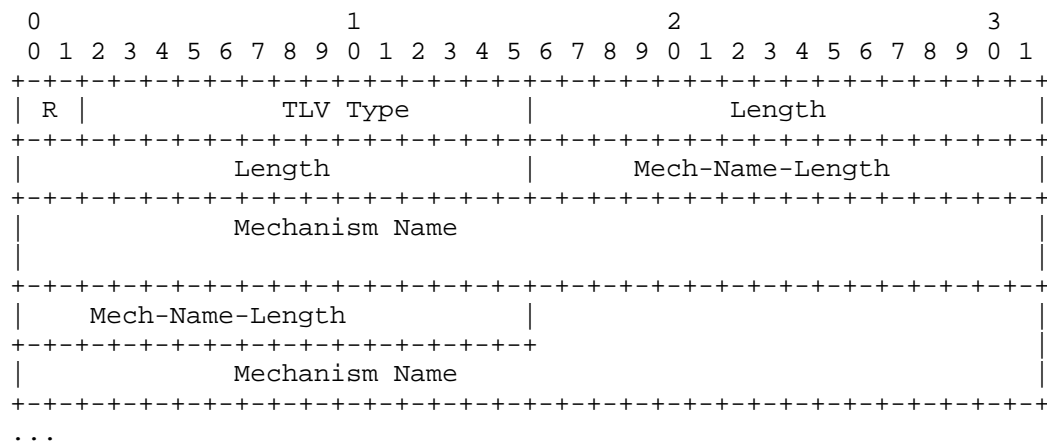 0                   1                   2                   3
 0 1 2 3 4 5 6 7 8 9 0 1 2 3 4 5 6 7 8 9 0 1 2 3 4 5 6 7 8 9 0 1
+-+-+-+-+-+-+-+-+-+-+-+-+-+-+-+-+-+-+-+-+-+-+-+-+-+-+-+-+-+-+-+-+
| R |            TLV Type       |            Length             |
+-+-+-+-+-+-+-+-+-+-+-+-+-+-+-+-+-+-+-+-+-+-+-+-+-+-+-+-+-+-+-+-+
|             Length            |      Mech-Name-Length         |
+-+-+-+-+-+-+-+-+-+-+-+-+-+-+-+-+-+-+-+-+-+-+-+-+-+-+-+-+-+-+-+-+
|             Mechanism Name                                    |
|                                                               |
+-+-+-+-+-+-+-+-+-+-+-+-+-+-+-+-+-+-+-+-+-+-+-+-+-+-+-+-+-+-+-+-+
|    Mech-Name-Length           |                               |
+-+-+-+-+-+-+-+-+-+-+-+-+-+-+-+-+                               |
|             Mechanism Name                                    |
+-+-+-+-+-+-+-+-+-+-+-+-+-+-+-+-+-+-+-+-+-+-+-+-+-+-+-+-+-+-+-+-+
...